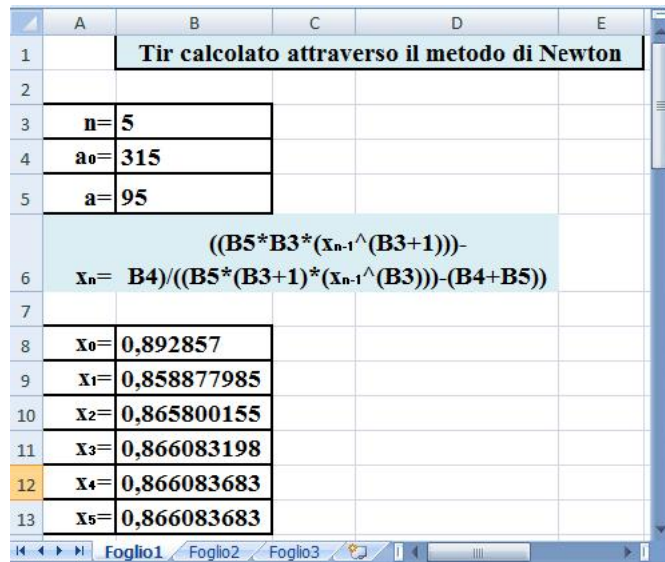 A B C D E
1 Tir calcolato attraverso il metodo di Newton
2
3 n= 5
4 a0= 315
5 a= 95
((B5*B3*(xn-1^(B3+1)))-
6 xn= B4)/((B5*(B3+1)*(xn-1^(B3)))-(B4+B5))
7
8 x0= 0,892857
9 x1= 0,858877985
10 x2= 0,865800155
11 x3= 0,866083198
12 x4= 0,866083683
13 x5= 0,866083683
Foglio1 Foglio2 Foglio3